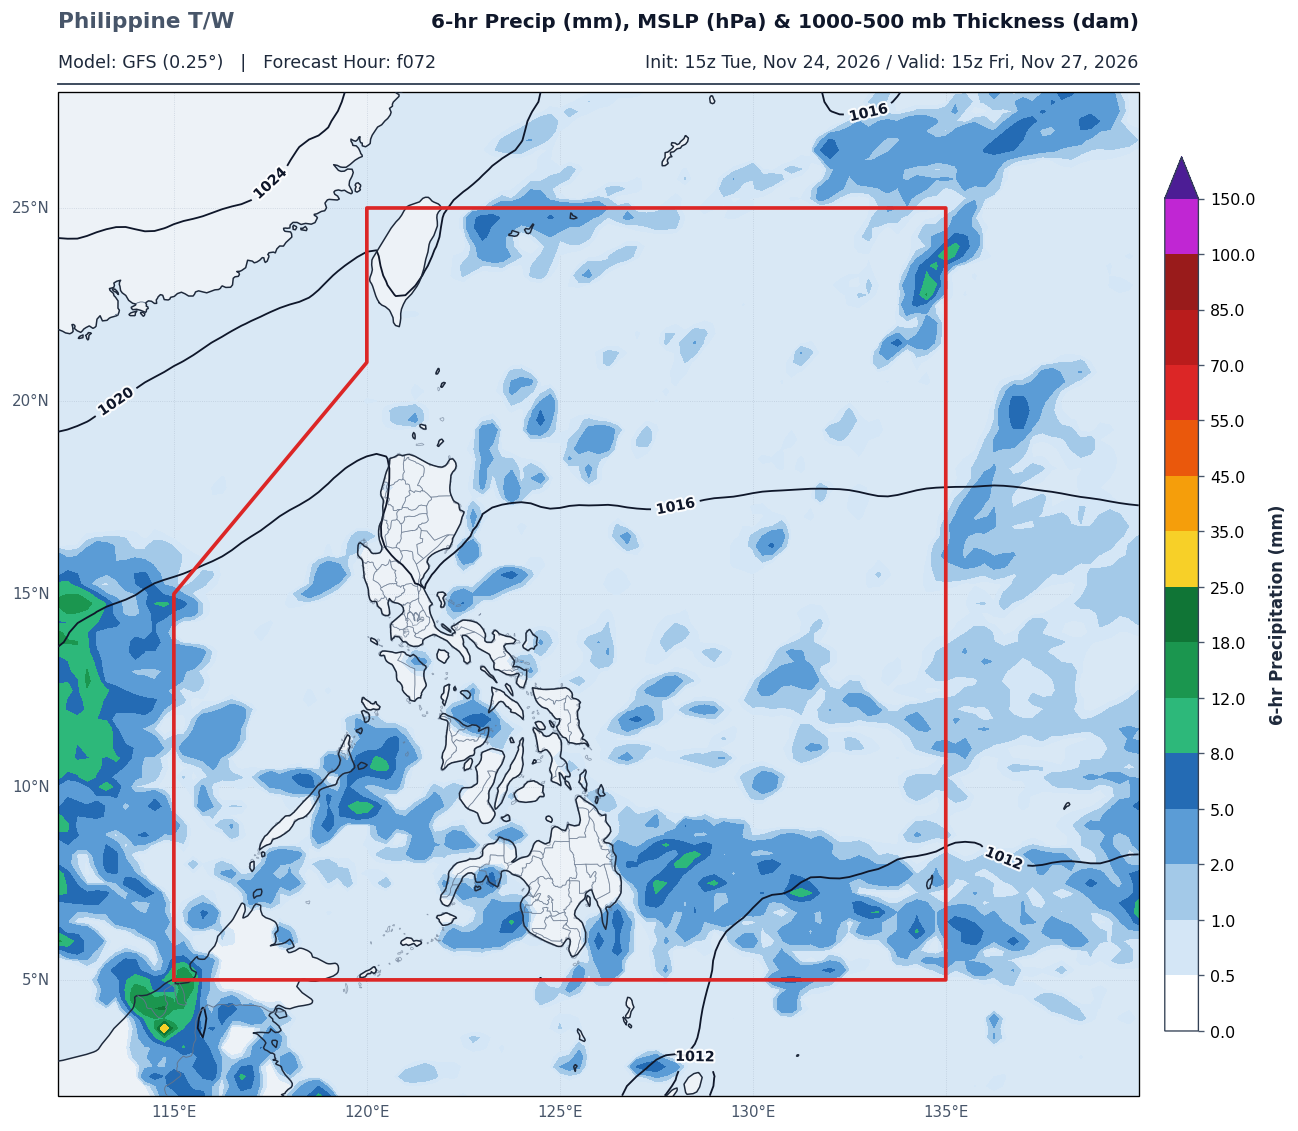 Philippine T/W
6-hr Precip (mm), MSLP (hPa) & 1000-500 mb Thickness (dam)
Model: GFS (0.25°) | Forecast Hour: f072
Init: 15z Tue, Nov 24, 2026 / Valid: 15z Fri, Nov 27, 2026
1016
1024
1020
1016
1012
1012
25°N
20°N
15°N
10°N
5°N
115°E
120°E
125°E
130°E
135°E
150.0
100.0
85.0
70.0
55.0
45.0
35.0
25.0
18.0
12.0
8.0
5.0
2.0
1.0
0.5
0.0
6-hr Precipitation (mm)